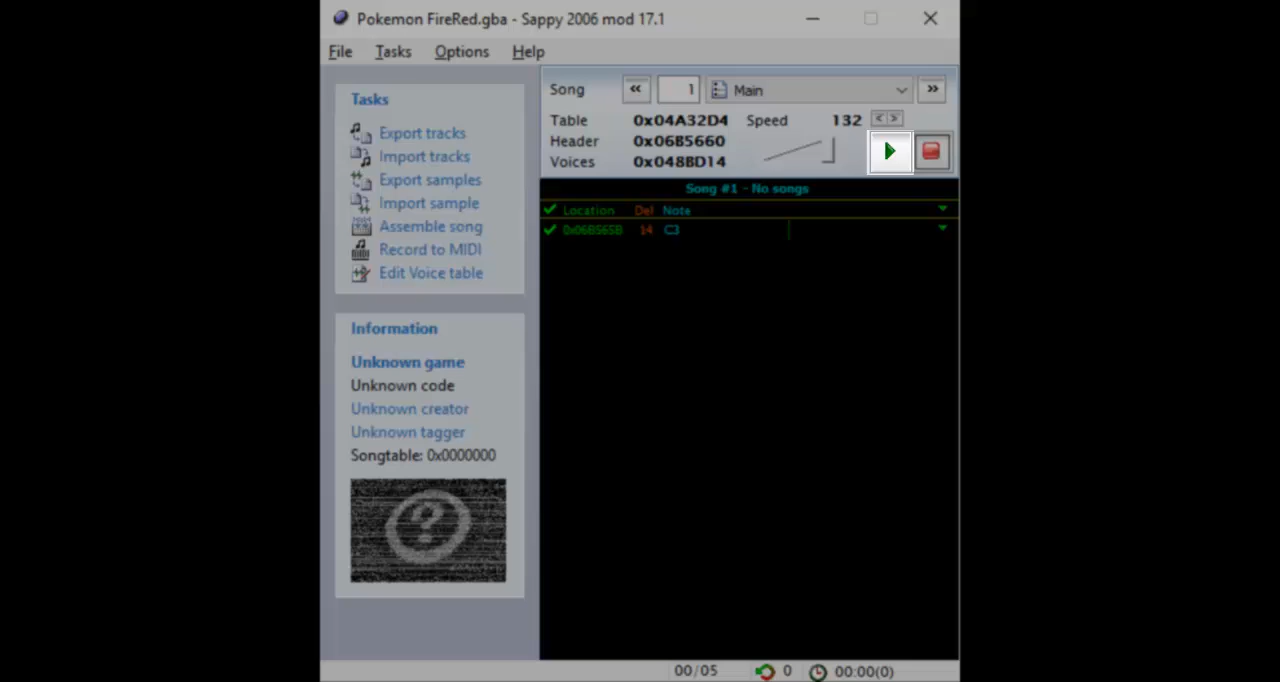 Pokemon FireRed.gba - Sappy 2006 mod 17.1
File Tasks Options Help
Tasks
Export tracks
Import tracks
Export samples
Import sample
Assemble song
Record to MIDI
Edit Voice table
Information
Unknown game
Unknown code
Unknown creator
Unknown tagger
Songtable: 0x0000000
Song « 1 Main »
Table 0x04A32D4 Speed 132
Header 0x06B5660
Voices 0x048BD14
Song #1 - No songs
Location Del Note
0x06B565B 14 C3
00/05 0 00:00(0)